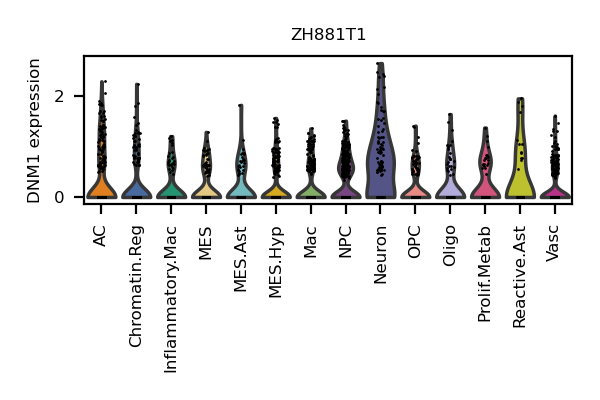 ZH881T1
DNM1 expression
2
0
AC
Chromatin.Reg
Inflammatory.Mac
MES
MES.Ast
MES.Hyp
Mac
NPC
Neuron
OPC
Oligo
Prolif.Metab
Reactive.Ast
Vasc